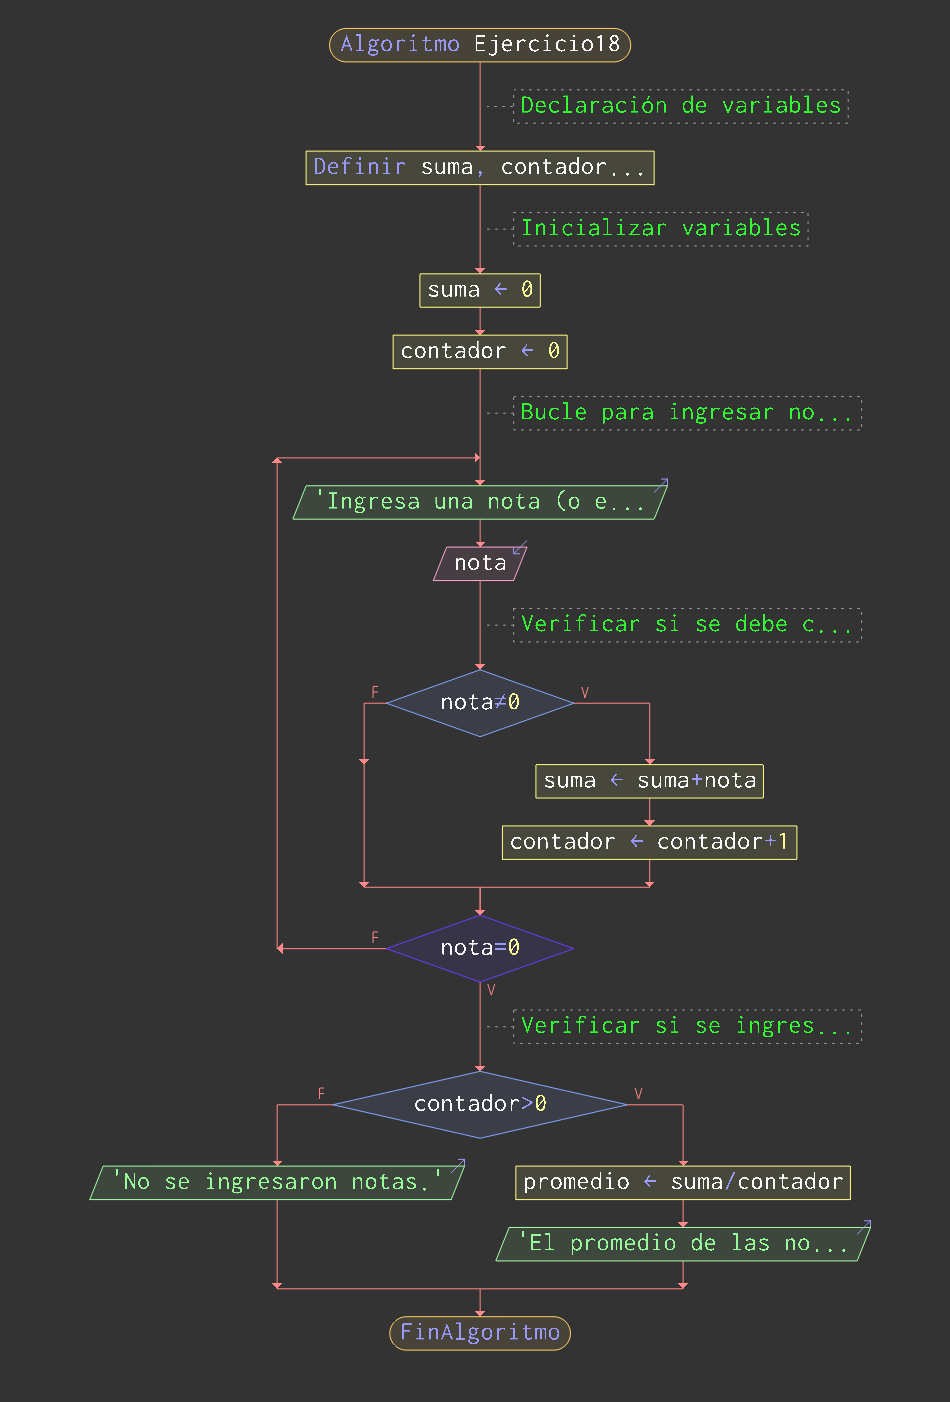 Algoritmo Ejercicio18
Declaración de variables
Definir suma, contador...
Inicializar variables
suma ← 0
contador ← 0
Bucle para ingresar no...
'Ingresa una nota (o e...
nota
Verificar si se debe c...
F
V
nota≠0
suma ← suma+nota
contador ← contador+1
F
nota=0
V
Verificar si se ingres...
F
V
contador>0
'No se ingresaron notas.'
promedio ← suma/contador
'El promedio de las no...
FinAlgoritmo